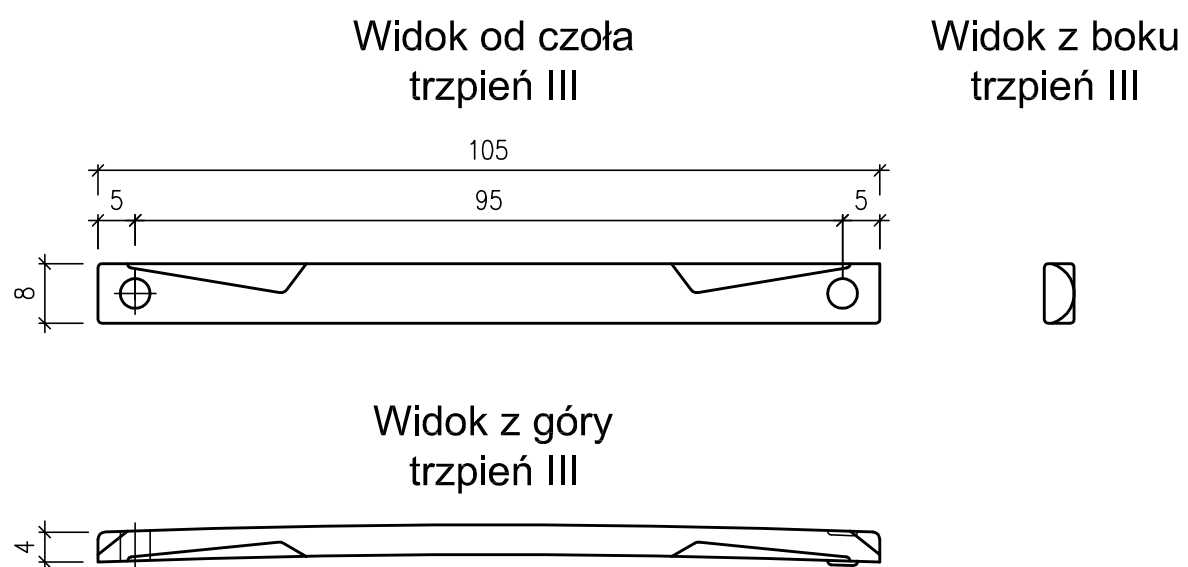 Widok od czoła
trzpień III
Widok z boku
trzpień III
105
5
95
5
8
Widok z góry
trzpień III
4